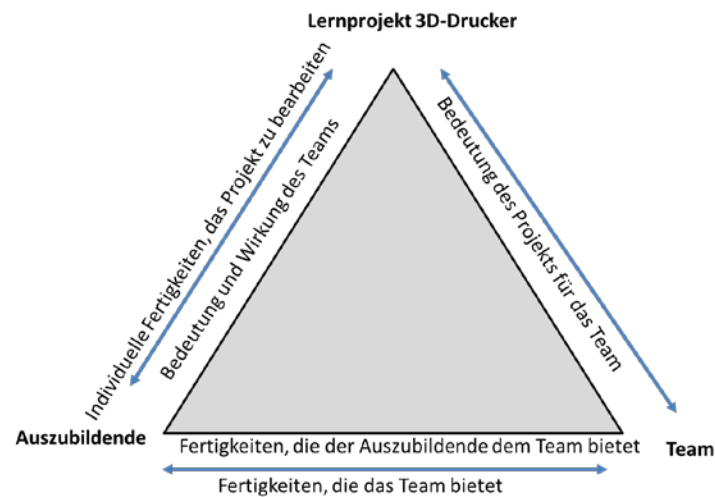 Lernprojekt 3D-Drucker
Individuelle Fertigkeiten, das Projekt zu bearbeiten
Bedeutung und Wirkung des Teams
Bedeutung des Projekts für das Team
Auszubildende
Fertigkeiten, die der Auszubildende dem Team bietet
Team
Fertigkeiten, die das Team bietet